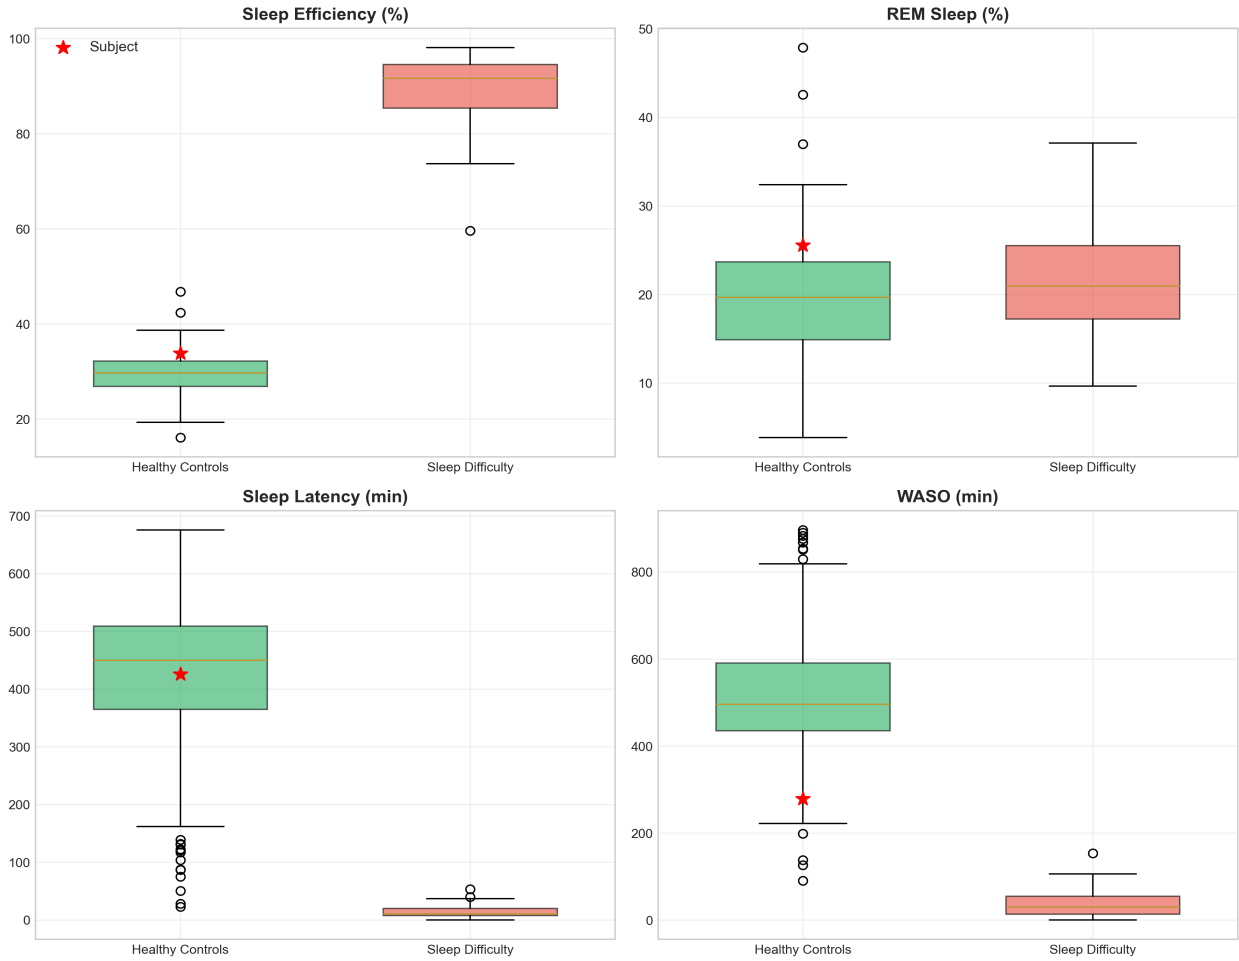 Sleep Efficiency (%)
100
80
60
40
20
Subject
Healthy Controls
Sleep Difficulty
REM Sleep (%)
50
40
30
20
10
Healthy Controls
Sleep Difficulty
Sleep Latency (min)
700
600
500
400
300
200
100
0
Healthy Controls
Sleep Difficulty
WASO (min)
800
600
400
200
0
Healthy Controls
Sleep Difficulty